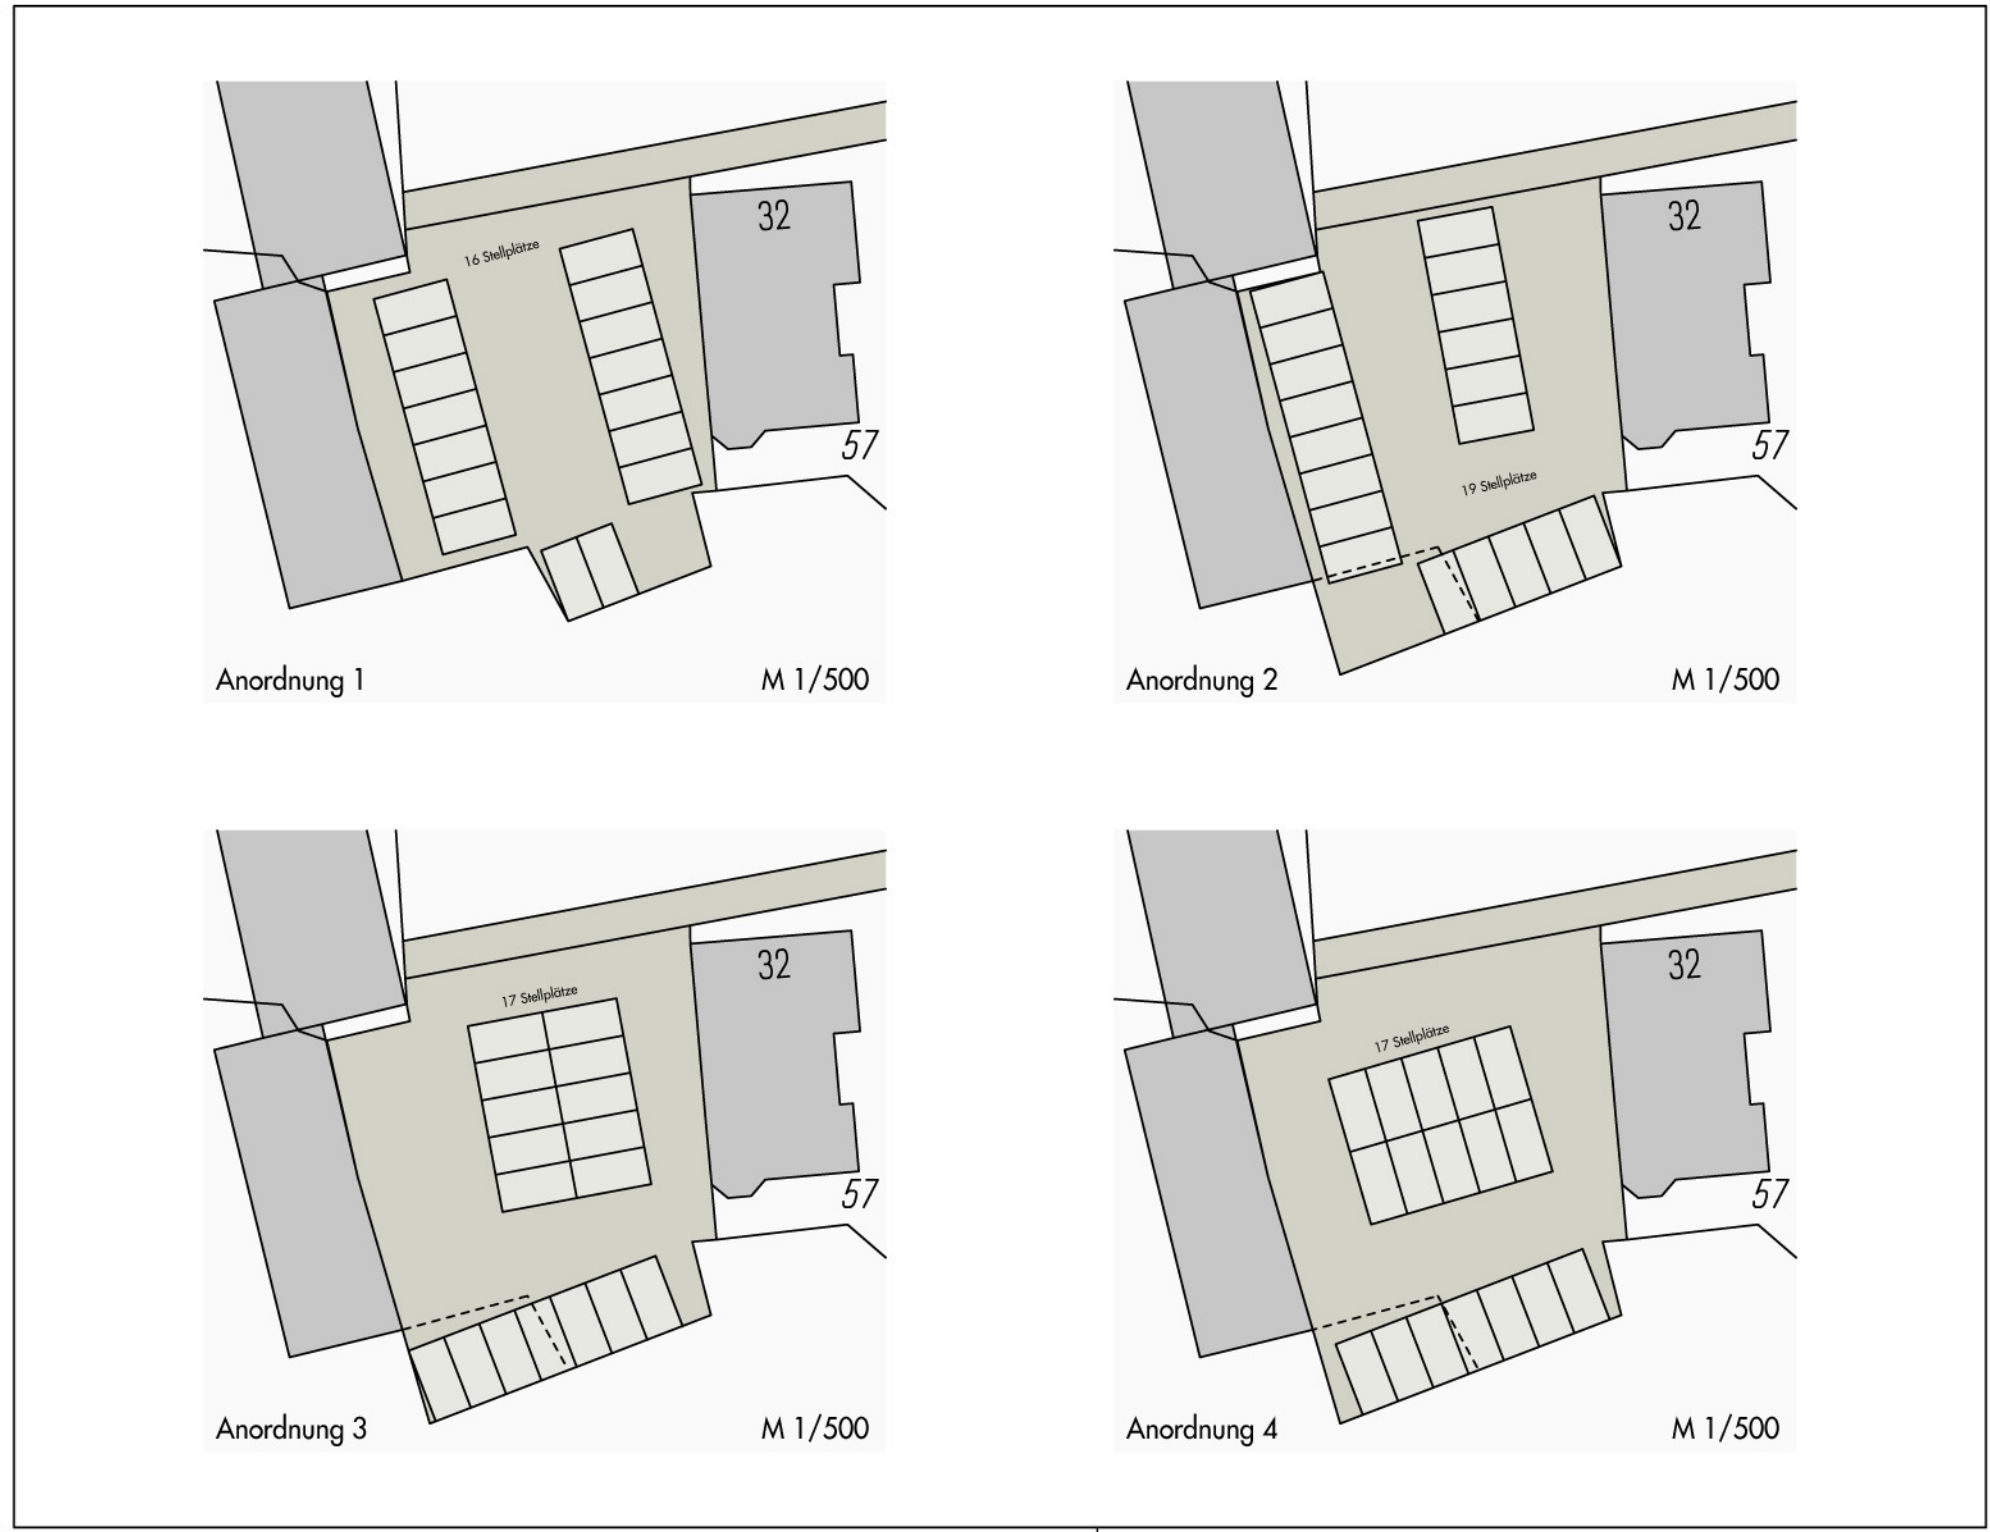 32
16 Stellplätze
57
Anordnung 1
M 1/500
32
57
19 Stellplätze
Anordnung 2
M 1/500
32
17 Stellplätze
57
Anordnung 3
M 1/500
32
17 Stellplätze
57
Anordnung 4
M 1/500